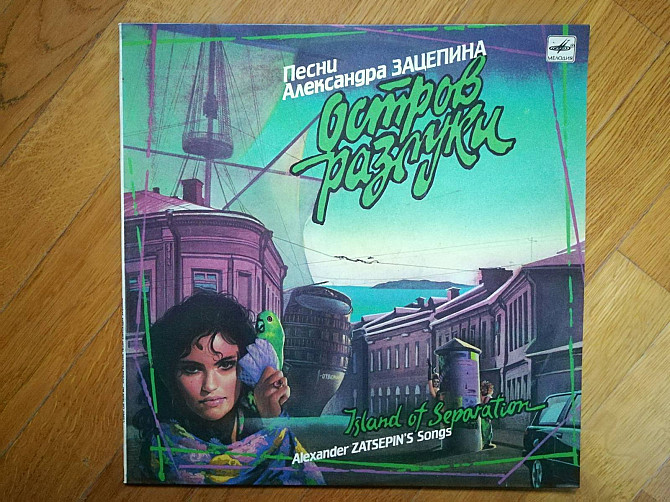 Песни
Александра ЗАЦЕПИНА
МЕЛОДИЯ
Остров
разлуки
Island of Separation
Alexander ZATSEPIN'S Songs